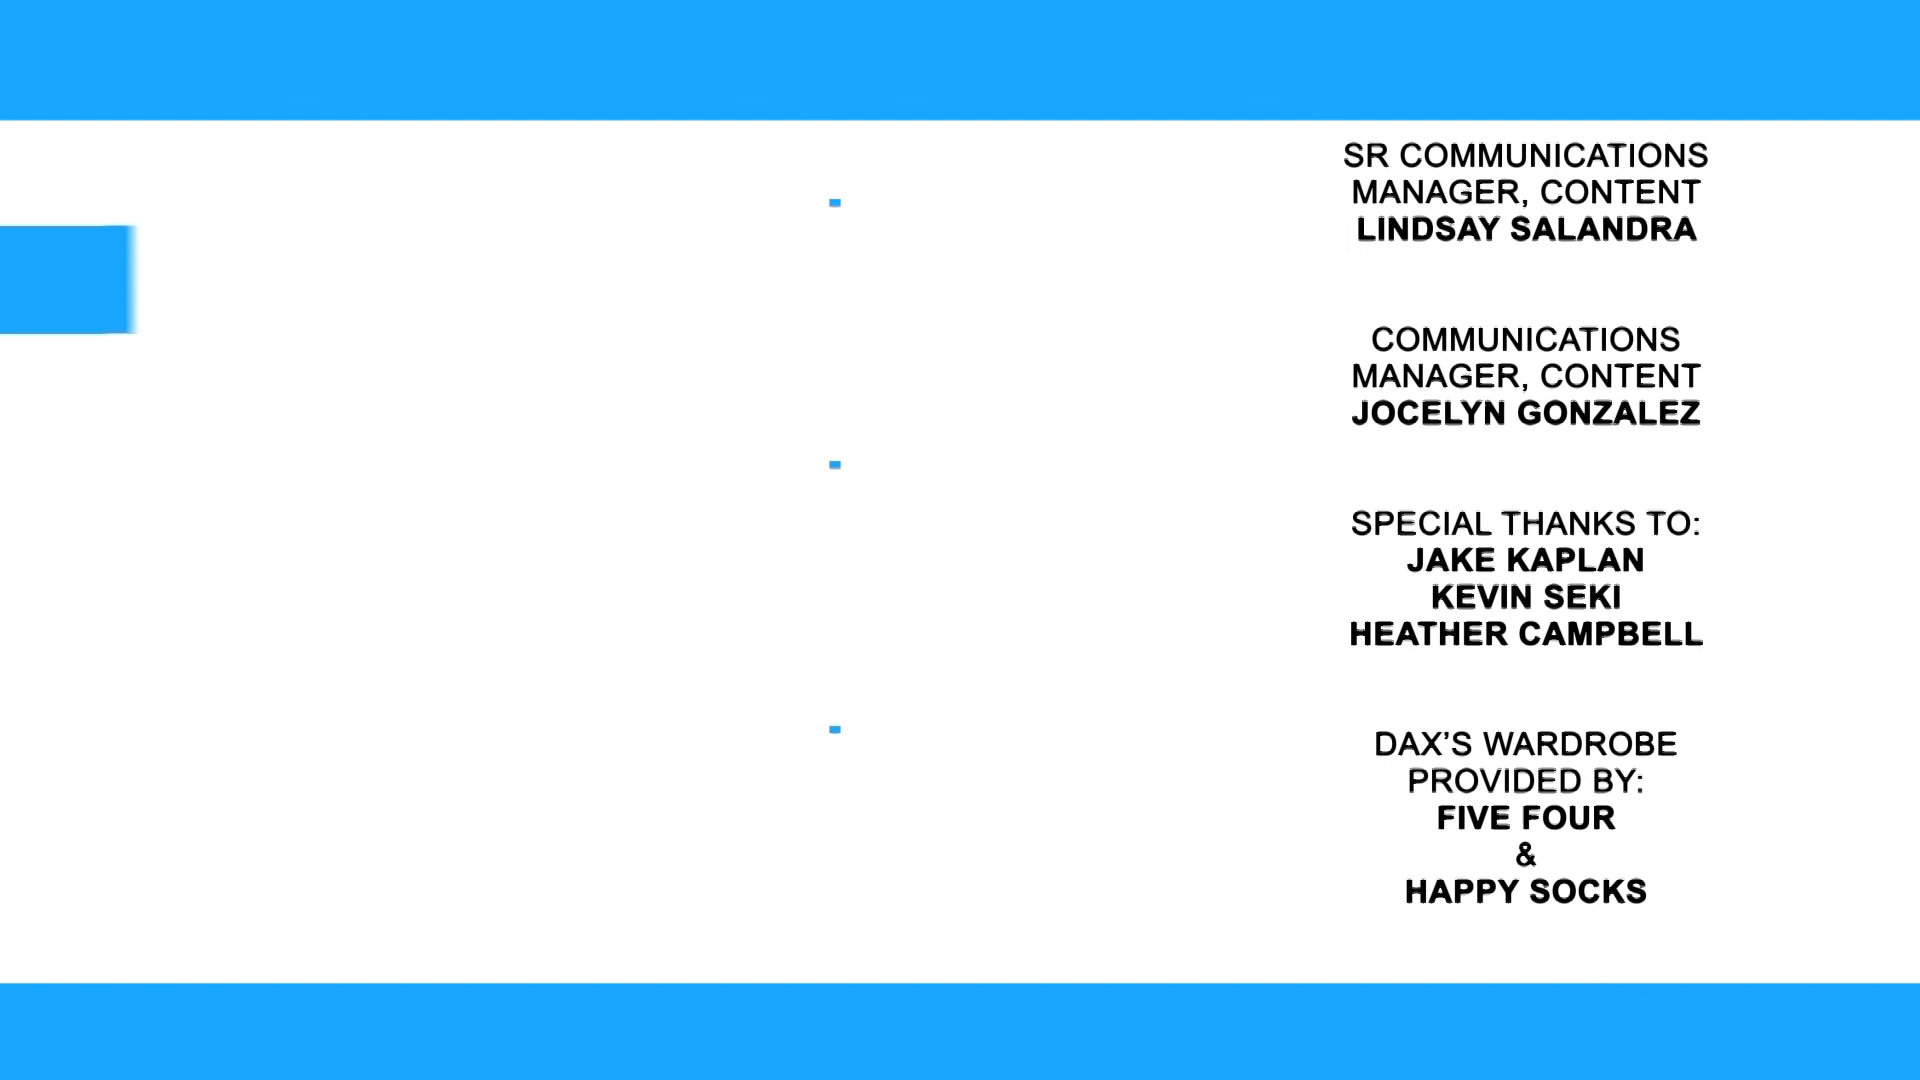 SR COMMUNICATIONS
MANAGER, CONTENT
LINDSAY SALANDRA
COMMUNICATIONS
MANAGER, CONTENT
JOCELYN GONZALEZ
SPECIAL THANKS TO:
JAKE KAPLAN
KEVIN SEKI
HEATHER CAMPBELL
DAX’S WARDROBE
PROVIDED BY:
FIVE FOUR
&
HAPPY SOCKS